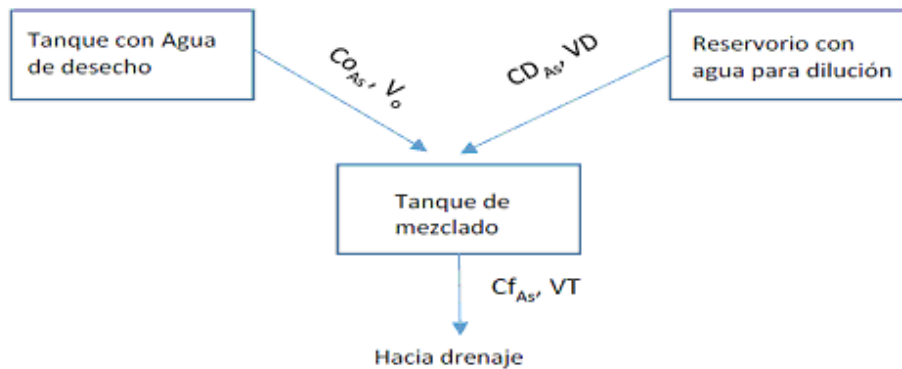 Tanque con Agua
de desecho
Co_As, V_o
CD_As, VD
Reservorio con
agua para dilución
Tanque de
mezclado
Cf_As, VT
Hacia drenaje